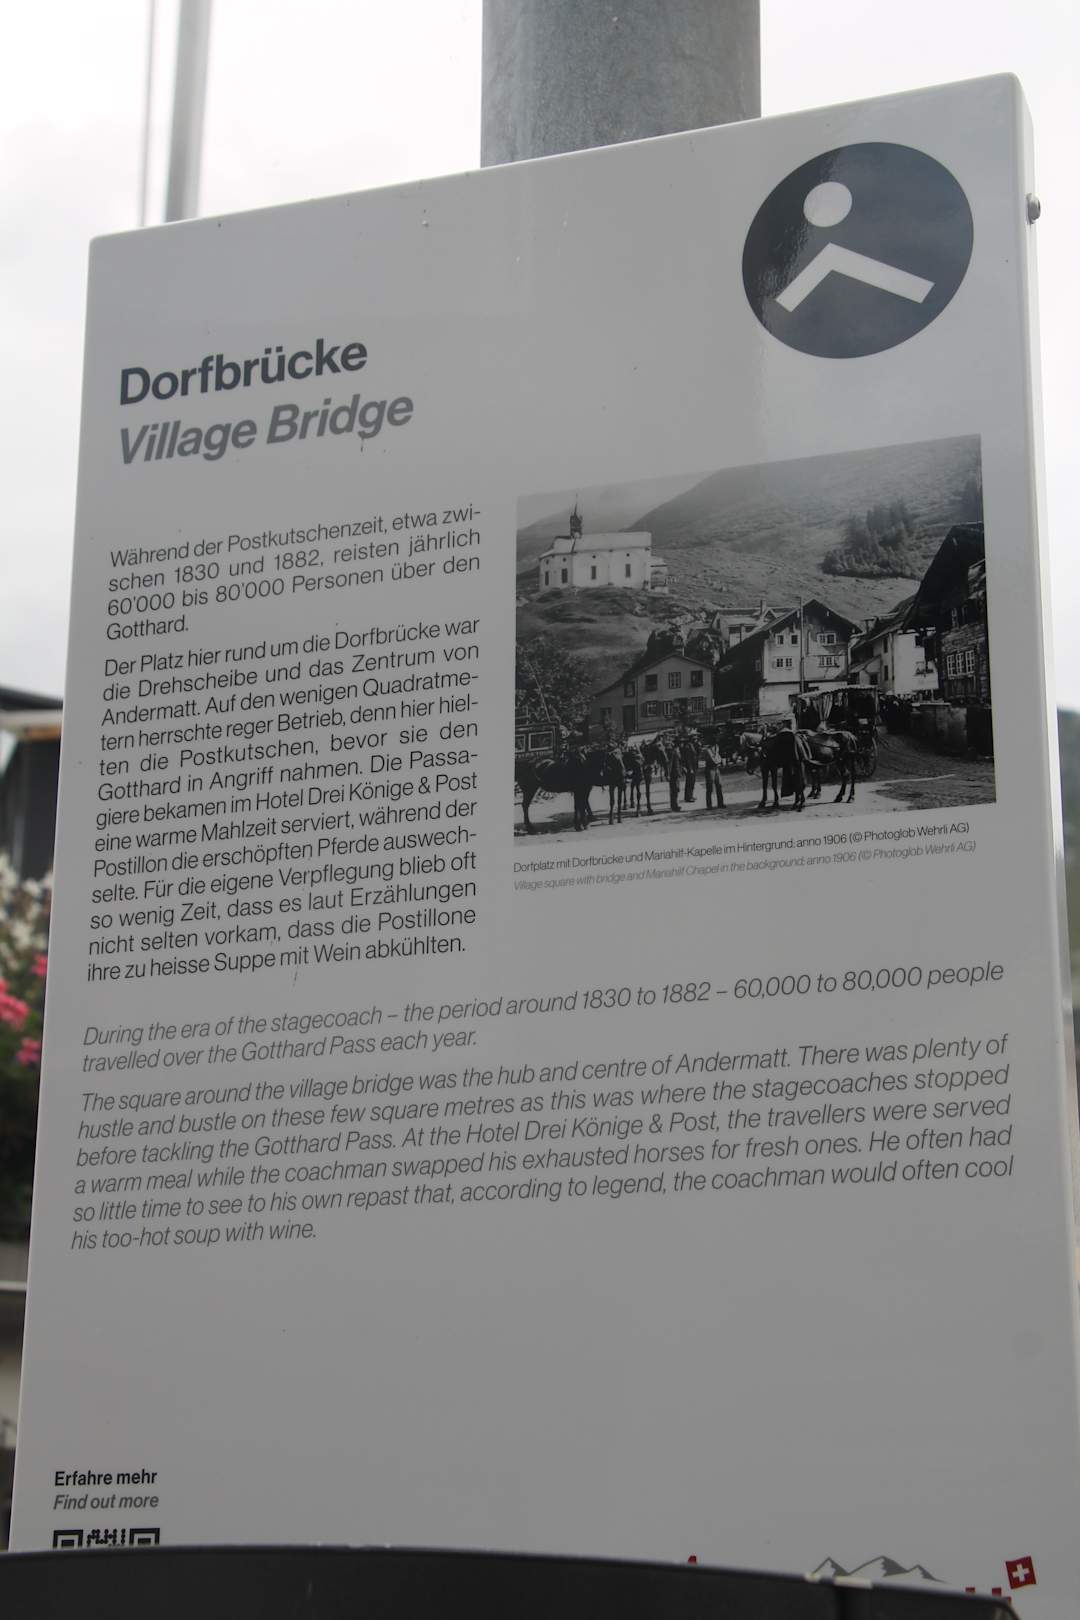 Dorfbrücke
Village Bridge
Während der Postkutschenzeit, etwa zwi-
schen 1830 und 1882, reisten jährlich
60'000 bis 80'000 Personen über den
Gotthard.
Der Platz hier rund um die Dorfbrücke war
die Drehscheibe und das Zentrum von
Andermatt. Auf den wenigen Quadratme-
tern herrschte reger Betrieb, denn hier hiel-
ten die Postkutschen, bevor sie den
Gotthard in Angriff nahmen. Die Passa-
giere bekamen im Hotel Drei Könige & Post
eine warme Mahlzeit serviert, während der
Postillon die erschöpften Pferde auswech-
selte. Für die eigene Verpflegung blieb oft
so wenig Zeit, dass es laut Erzählungen
nicht selten vorkam, dass die Postillone
ihre zu heisse Suppe mit Wein abkühlten.
Dorfplatz mit Dorfbrücke und Mariahilf-Kapelle im Hintergrund; anno 1906 (© Photoglob Wehrli AG)
Village square with bridge and Mariahilf Chapel in the background; anno 1906 (© Photoglob Wehrli AG)
During the era of the stagecoach – the period around 1830 to 1882 – 60,000 to 80,000 people
travelled over the Gotthard Pass each year.
The square around the village bridge was the hub and centre of Andermatt. There was plenty of
hustle and bustle on these few square metres as this was where the stagecoaches stopped
before tackling the Gotthard Pass. At the Hotel Drei Könige & Post, the travellers were served
a warm meal while the coachman swapped his exhausted horses for fresh ones. He often had
so little time to see to his own repast that, according to legend, the coachman would often cool
his too-hot soup with wine.
Erfahre mehr
Find out more